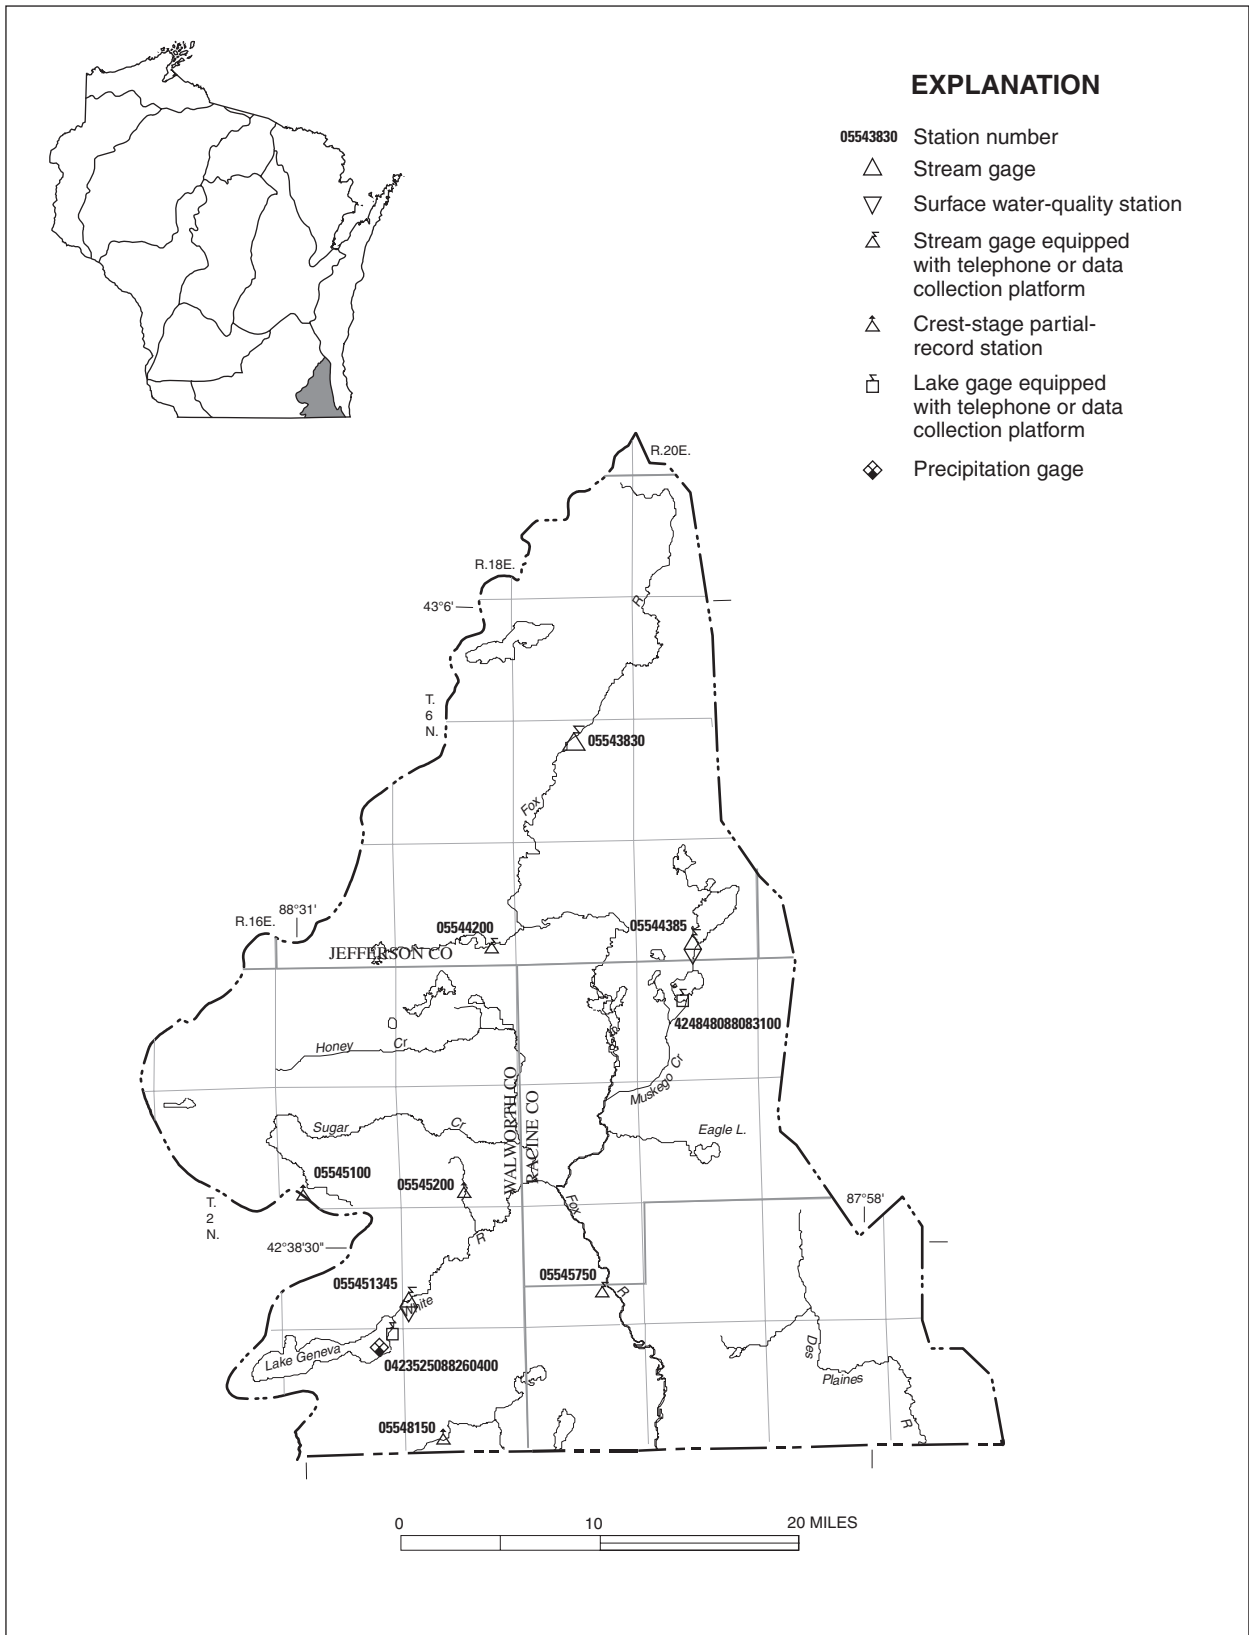 EXPLANATION
05543830 Station number
Stream gage
Surface water-quality station
Stream gage equipped
with telephone or data
collection platform
Crest-stage partial-
record station
Lake gage equipped
with telephone or data
collection platform
Precipitation gage
R.20E.
R.18E.
43°6'
R
T.
6
N.
05543830
Fox
88°31'
R.16E.
05544200
05544385
JEFFERSON CO
424848088083100
Honey Cr
Muskego Cr
WALWORTH CO
RACINE CO
Sugar Cr
Eagle L.
05545100
05545200
T.
2
N.
Fox
87°58'
R
42°38'30"
055451345
05545750
R
White
Lake Geneva
0423525088260400
Des
Plaines
R
05548150
0 10 20 MILES